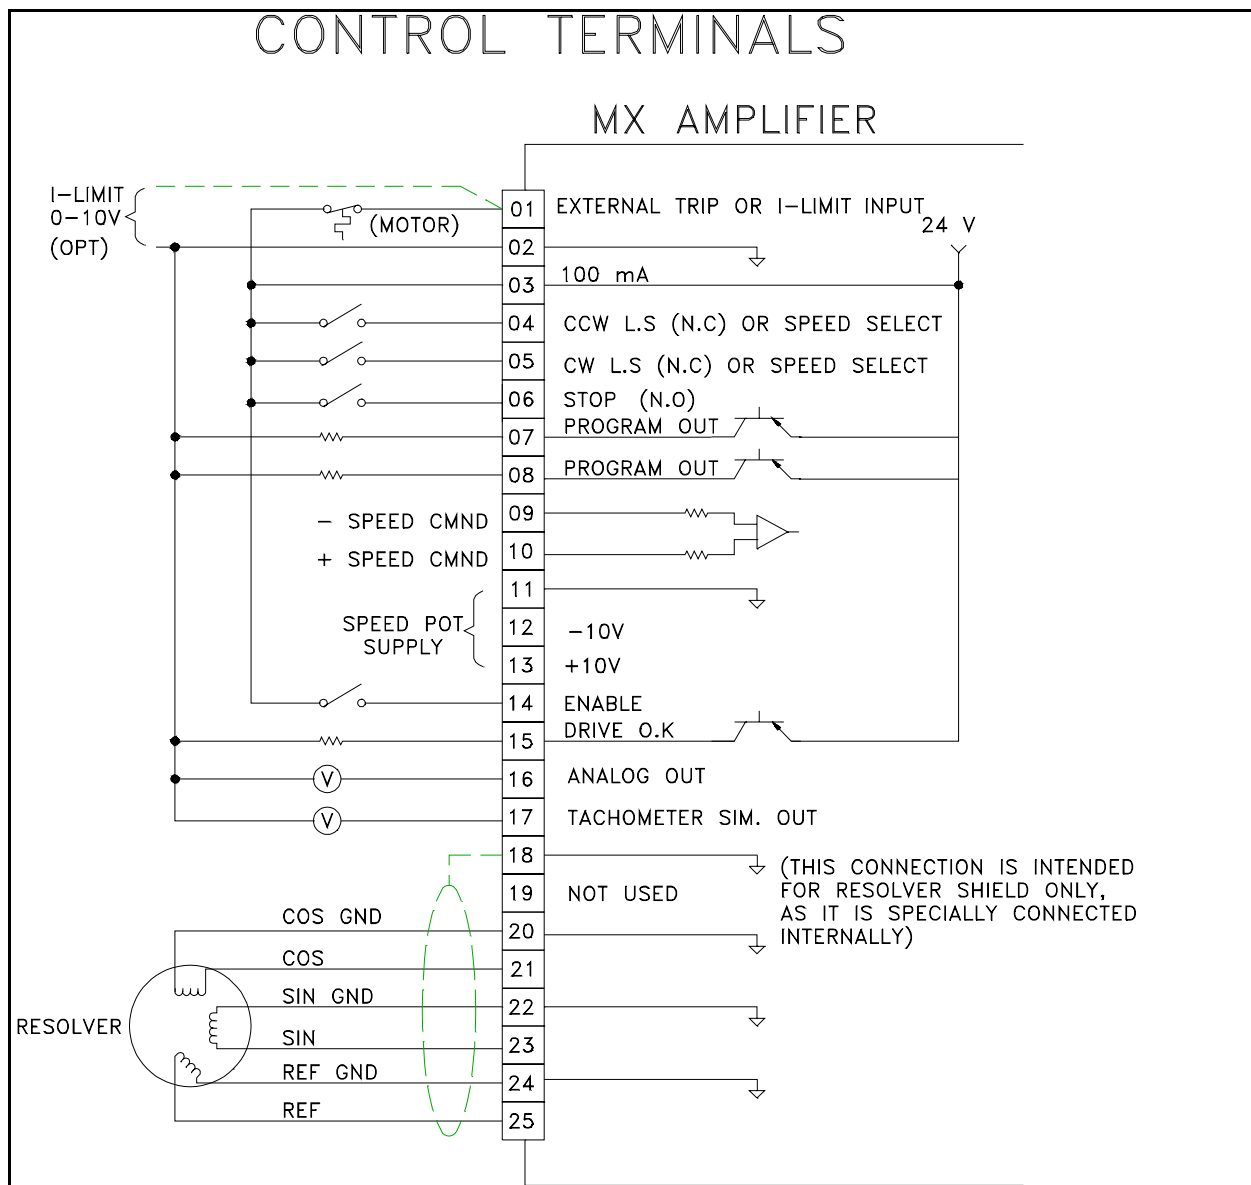 CONTROL TERMINALS
MX AMPLIFIER
I-LIMIT
0-10V
(OPT)
(MOTOR)
01 EXTERNAL TRIP OR I-LIMIT INPUT
24 V
02
03 100 mA
04 CCW L.S (N.C) OR SPEED SELECT
05 CW L.S (N.C) OR SPEED SELECT
06 STOP (N.O)
07 PROGRAM OUT
08 PROGRAM OUT
- SPEED CMND 09
+ SPEED CMND 10
11
SPEED POT
SUPPLY
12 -10V
13 +10V
14 ENABLE
15 DRIVE O.K
V 16 ANALOG OUT
V 17 TACHOMETER SIM. OUT
18
(THIS CONNECTION IS INTENDED
FOR RESOLVER SHIELD ONLY,
AS IT IS SPECIALLY CONNECTED
INTERNALLY)
19 NOT USED
COS GND 20
COS 21
SIN GND 22
RESOLVER
SIN 23
REF GND 24
REF 25